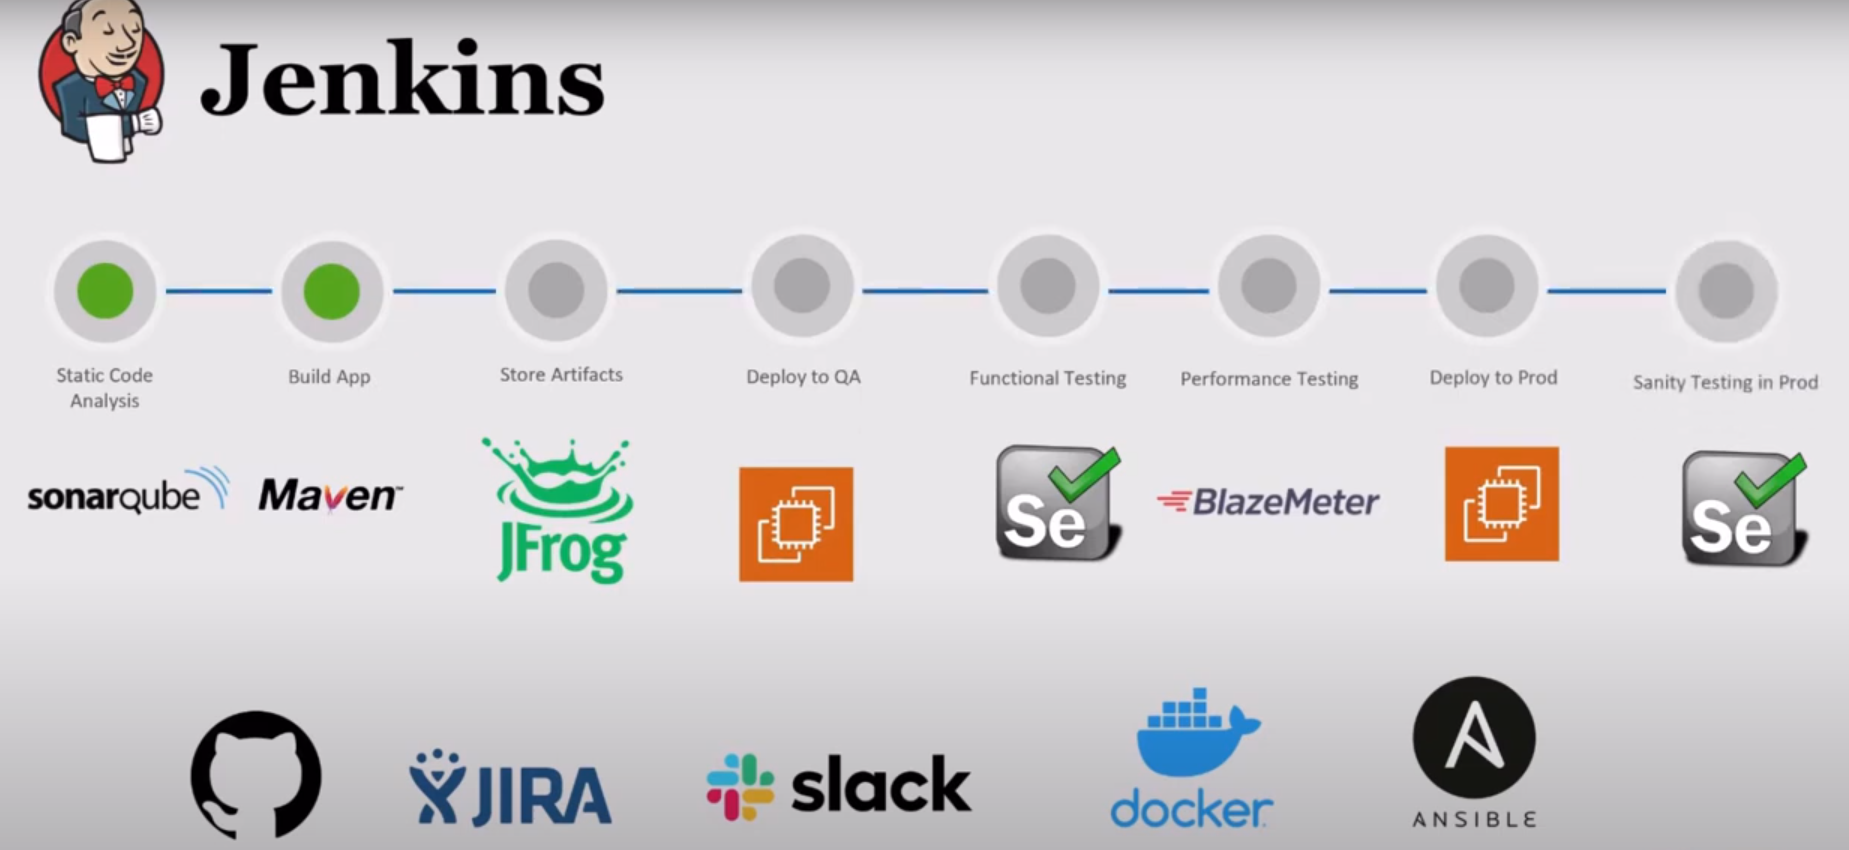 Jenkins
Static Code
Analysis
Build App
Store Artifacts
Deploy to QA
Functional Testing
Performance Testing
Deploy to Prod
Sanity Testing in Prod
sonarqube
Maven™
JFrog
Se
BlazeMeter
Se
JIRA
slack
docker
ANSIBLE